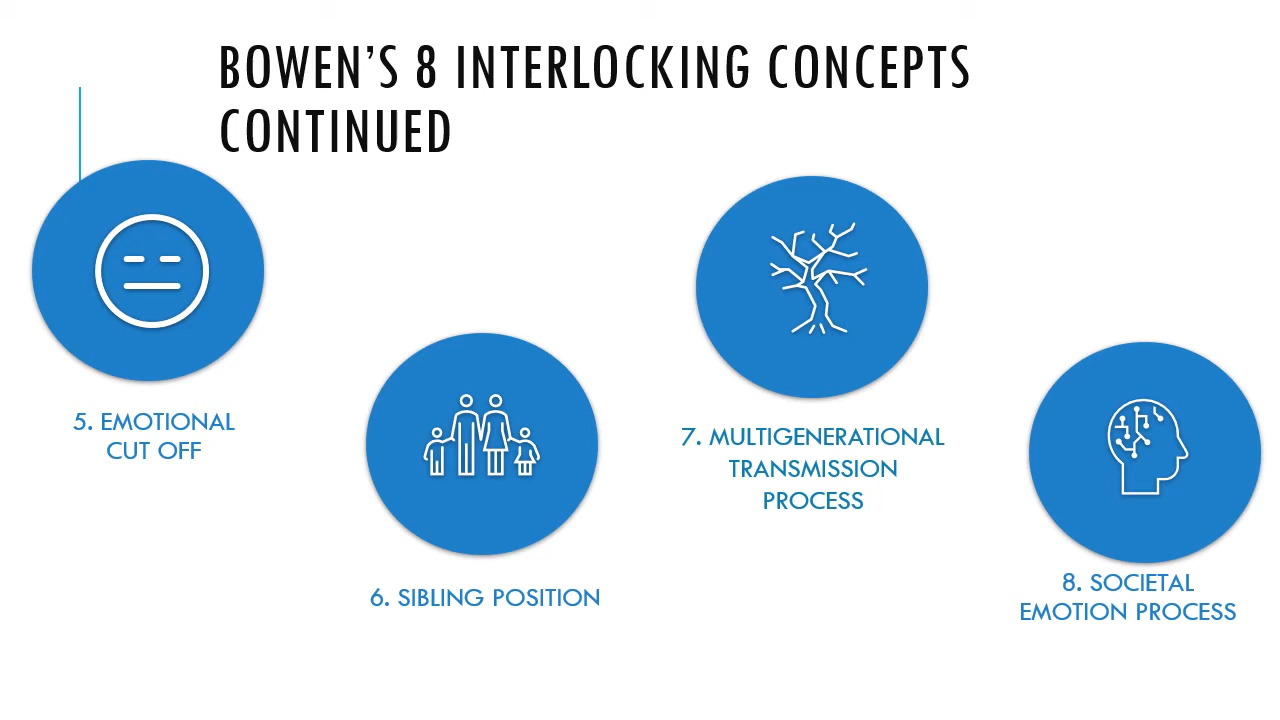 BOWEN'S 8 INTERLOCKING CONCEPTS
CONTINUED
5. EMOTIONAL
CUT OFF
6. SIBLING POSITION
7. MULTIGENERATIONAL
TRANSMISSION
PROCESS
8. SOCIETAL
EMOTION PROCESS